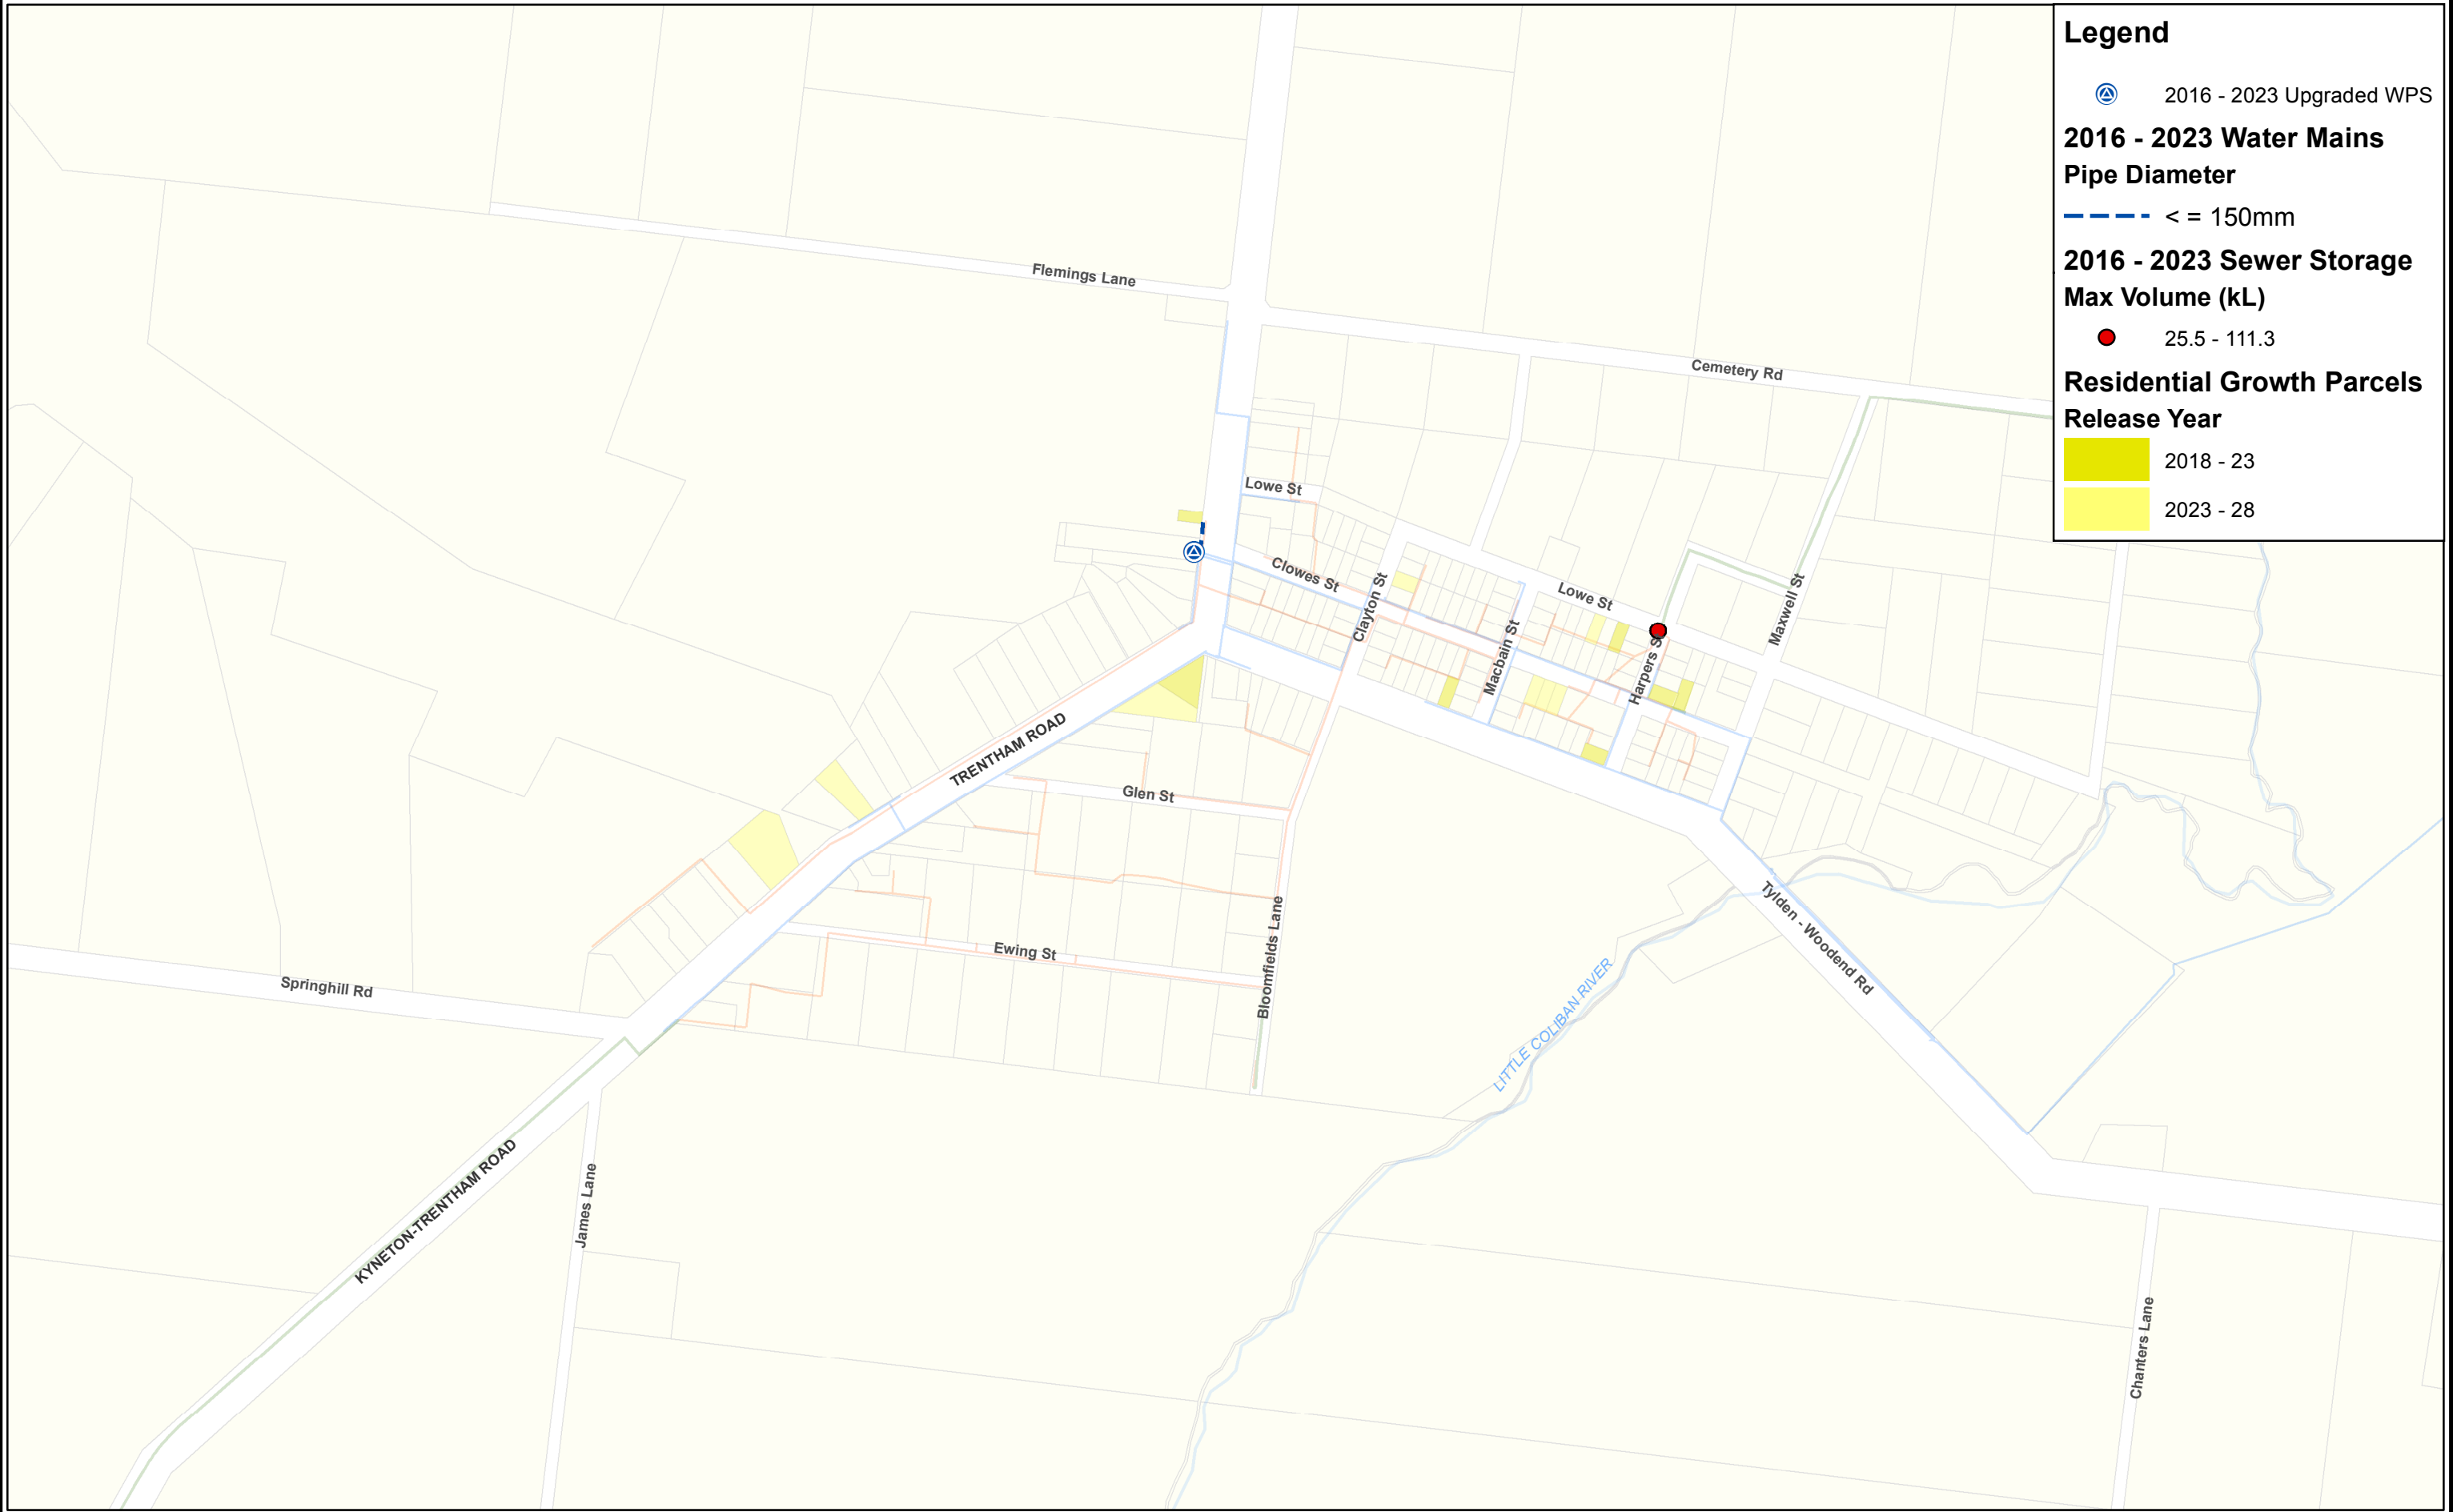 Legend
2016 - 2023 Upgraded WPS
2016 - 2023 Water Mains
Pipe Diameter
< = 150mm
2016 - 2023 Sewer Storage
Max Volume (kL)
25.5 - 111.3
Residential Growth Parcels
Release Year
2018 - 23
2023 - 28
Flemings Lane
Cemetery Rd
Lowe St
Clowes St
Clayton St
Lowe St
Maxwell St
Macbain St
Harpers St
TRENTHAM ROAD
Glen St
Ewing St
Bloomfields Lane
Springhill Rd
Tylden - Woodend Rd
LITTLE COLIBAN RIVER
KYNETON-TRENTHAM ROAD
James Lane
Chanters Lane